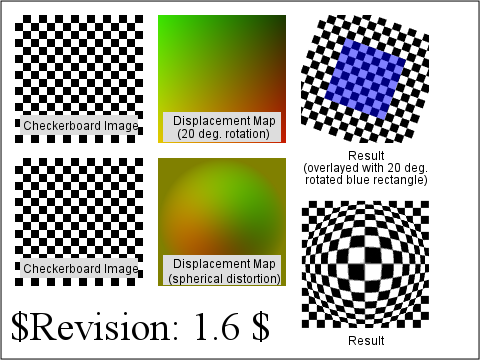 Checkerboard Image
Displacement Map
(20 deg. rotation)
Result
(overlayed with 20 deg.
rotated blue rectangle)
Checkerboard Image
Displacement Map
(spherical distortion)
Result
$Revision: 1.6 $